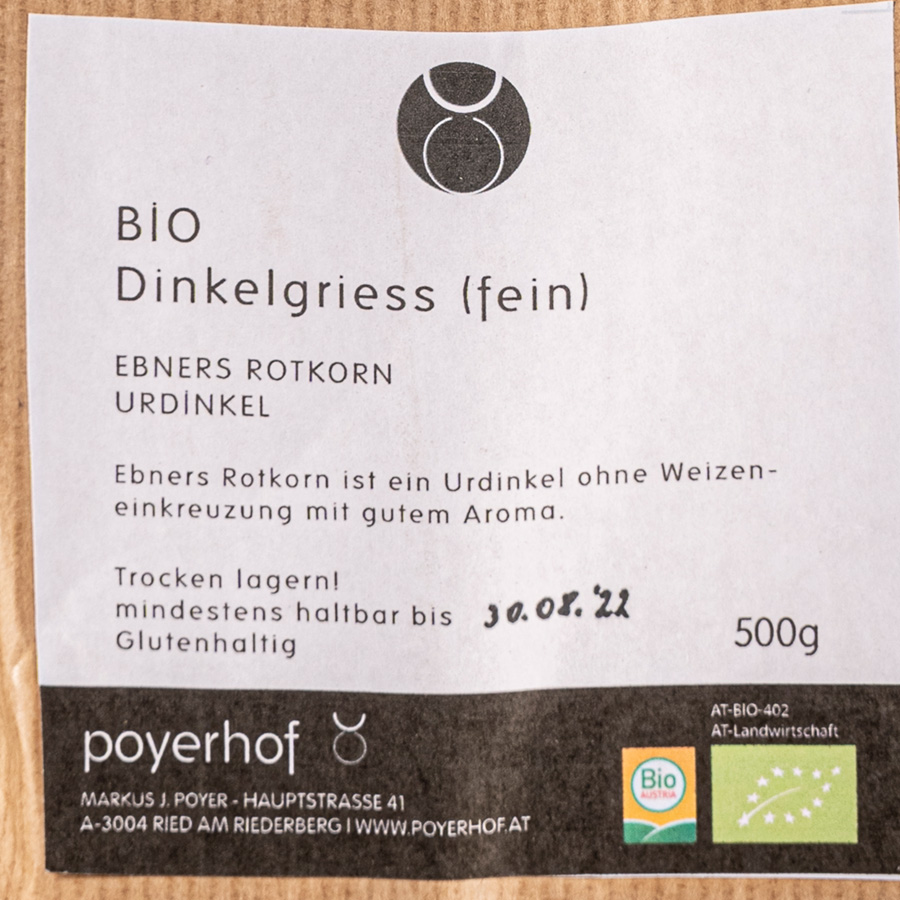 BIO
Dinkelgriess (fein)
EBNERS ROTKORN
URDINKEL
Ebners Rotkorn ist ein Urdinkel ohne Weizen-
einkreuzung mit gutem Aroma.
Trocken lagern!
mindestens haltbar bis 30.08.'22
Glutenhaltig
500g
poyerhof
MARKUS J. POYER - HAUPTSTRASSE 41
A-3004 RIED AM RIEDERBERG | WWW.POYERHOF.AT
AT-BIO-402
AT-Landwirtschaft
Bio
AUSTRIA